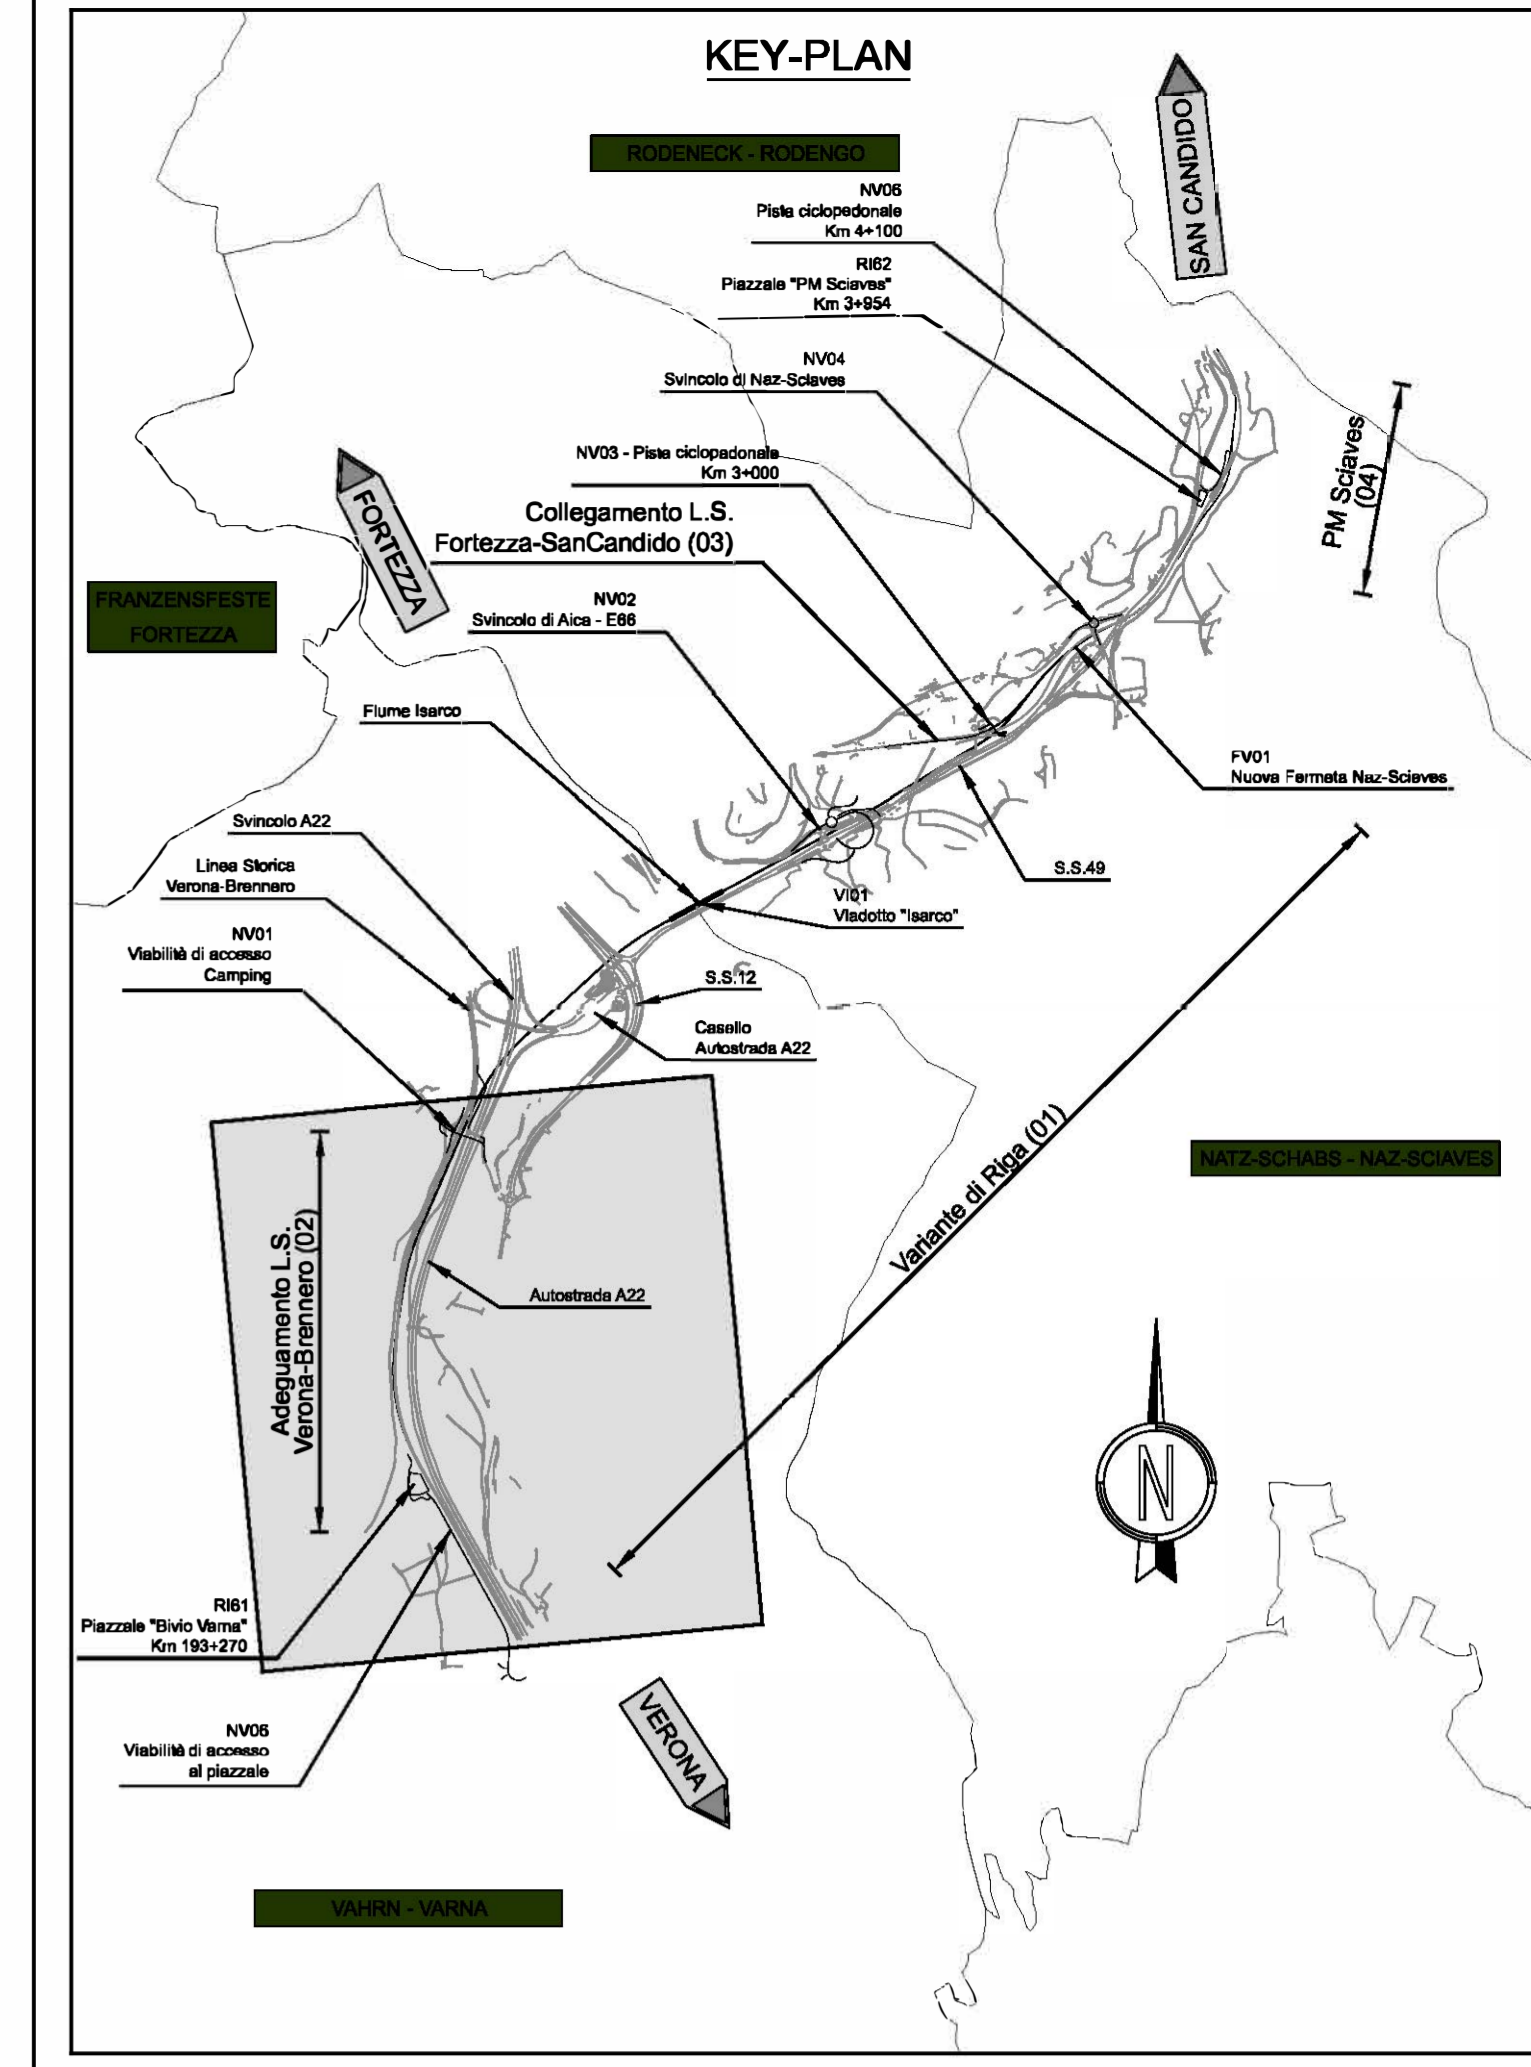 KEY-PLAN
SAN CANDIDO
RODENECK - RODENGO
NV06
Pista ciclopedonale
Km 4+100
RI62
Piazzale "PM Sciaves"
Km 3+954
NV04
Svincolo di Naz-Sciaves
PM Sciaves
(04)
NV03 - Pista ciclopadonale
Km 3+000
FORTEZZA
Collegamento L.S.
Fortezza-SanCandido (03)
FRANZENSFESTE
FORTEZZA
NV02
Svincolo di Aica - E66
Fiume Isarco
FV01
Nuova Fermata Naz-Sciaves
Svincolo A22
S.S.49
Linea Storica
Verona-Brennero
VI01
Viadotto "Isarco"
NV01
Viabilità di accesso
Camping
S.S.12
Casello
Autostrada A22
Variante di Riga (01)
NATZ-SCHABS - NAZ-SCIAVES
Adeguamento L.S.
Verona-Brennero (02)
Autostrada A22
N
RI61
Piazzale "Bivio Varna"
Km 193+270
VERONA
NV05
Viabilità di accesso
al piazzale
VAHRN - VARNA